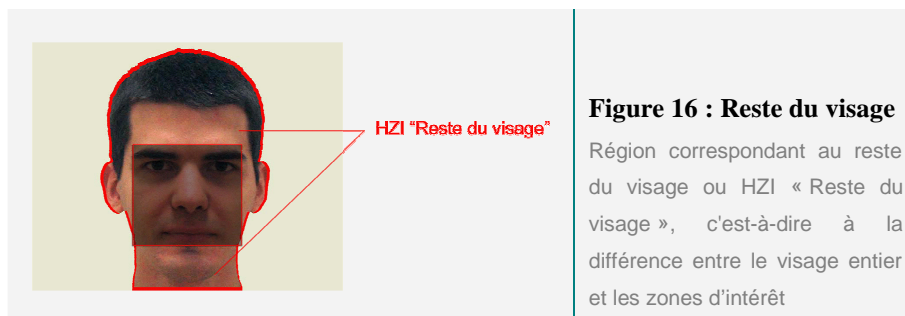 HZI “Reste du visage”
Figure 16 : Reste du visage
Région correspondant au reste
du visage ou HZI « Reste du
visage », c'est-à-dire à la
différence entre le visage entier
et les zones d’intérêt